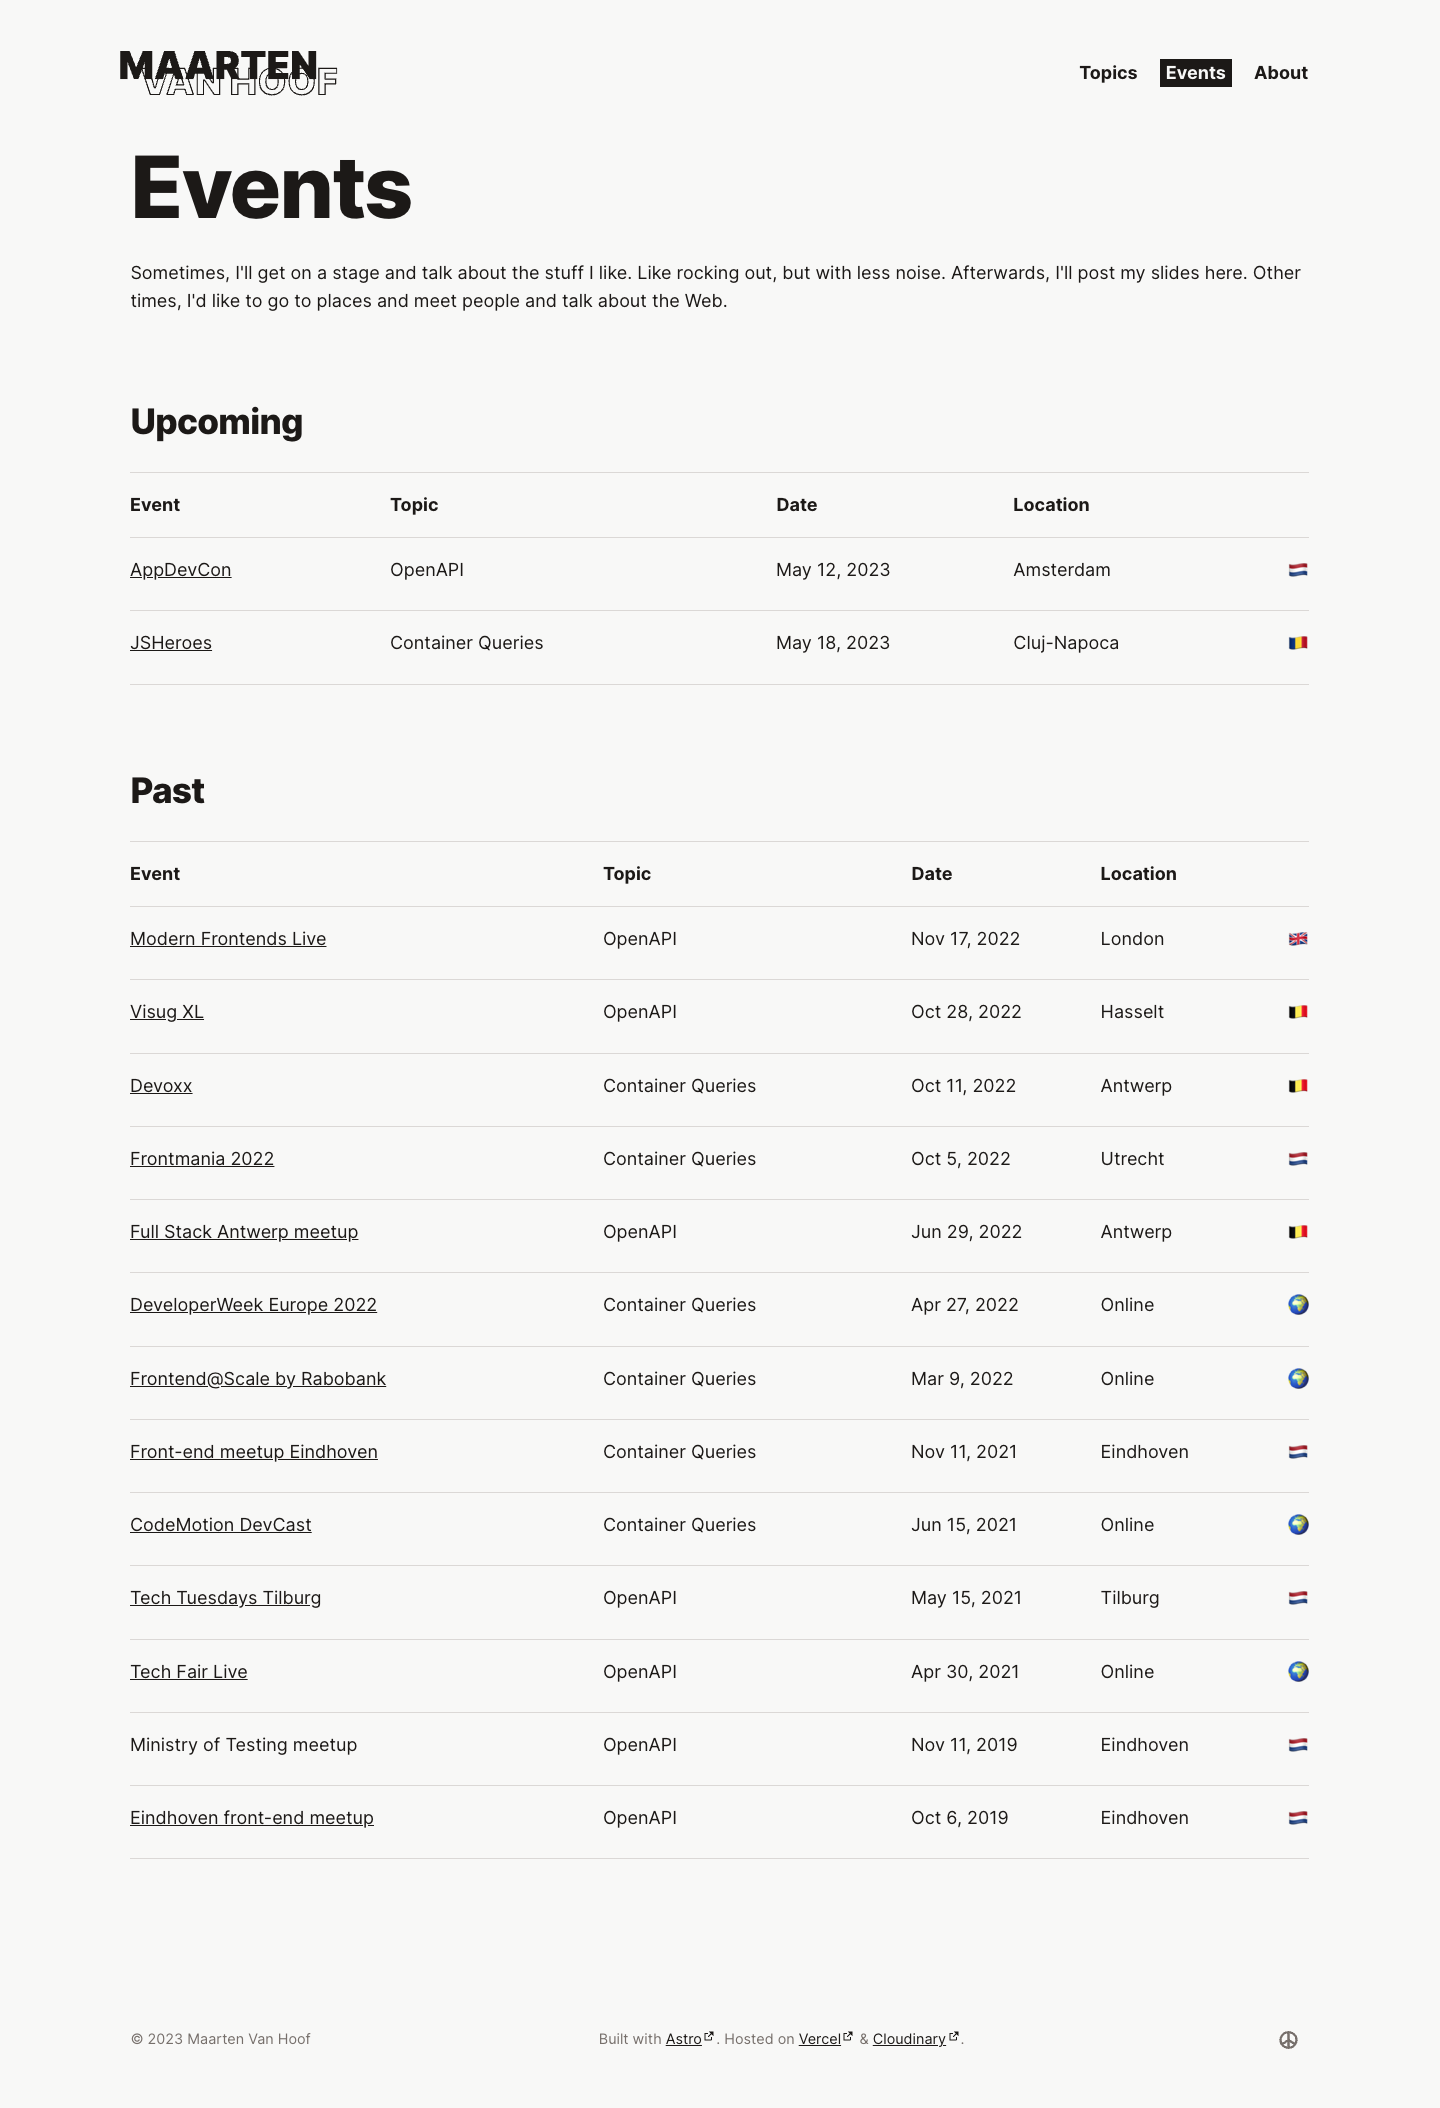 MAARTEN
VAN HOOF
Topics Events About
Events
Sometimes, I'll get on a stage and talk about the stuff I like. Like rocking out, but with less noise. Afterwards, I'll post my slides here. Other
times, I'd like to go to places and meet people and talk about the Web.
Upcoming
Event Topic Date Location
AppDevCon OpenAPI May 12, 2023 Amsterdam
JSHeroes Container Queries May 18, 2023 Cluj-Napoca
Past
Event Topic Date Location
Modern Frontends Live OpenAPI Nov 17, 2022 London
Visug XL OpenAPI Oct 28, 2022 Hasselt
Devoxx Container Queries Oct 11, 2022 Antwerp
Frontmania 2022 Container Queries Oct 5, 2022 Utrecht
Full Stack Antwerp meetup OpenAPI Jun 29, 2022 Antwerp
DeveloperWeek Europe 2022 Container Queries Apr 27, 2022 Online
Frontend@Scale by Rabobank Container Queries Mar 9, 2022 Online
Front-end meetup Eindhoven Container Queries Nov 11, 2021 Eindhoven
CodeMotion DevCast Container Queries Jun 15, 2021 Online
Tech Tuesdays Tilburg OpenAPI May 15, 2021 Tilburg
Tech Fair Live OpenAPI Apr 30, 2021 Online
Ministry of Testing meetup OpenAPI Nov 11, 2019 Eindhoven
Eindhoven front-end meetup OpenAPI Oct 6, 2019 Eindhoven
© 2023 Maarten Van Hoof Built with Astro. Hosted on Vercel & Cloudinary.